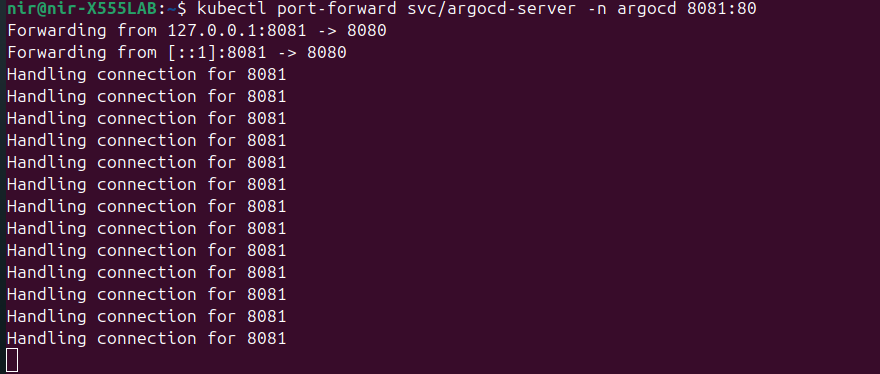 nir@nir-X555LAB:~$ kubectl port-forward svc/argocd-server -n argocd 8081:80
Forwarding from 127.0.0.1:8081 -> 8080
Forwarding from [::1]:8081 -> 8080
Handling connection for 8081
Handling connection for 8081
Handling connection for 8081
Handling connection for 8081
Handling connection for 8081
Handling connection for 8081
Handling connection for 8081
Handling connection for 8081
Handling connection for 8081
Handling connection for 8081
Handling connection for 8081
Handling connection for 8081
Handling connection for 8081